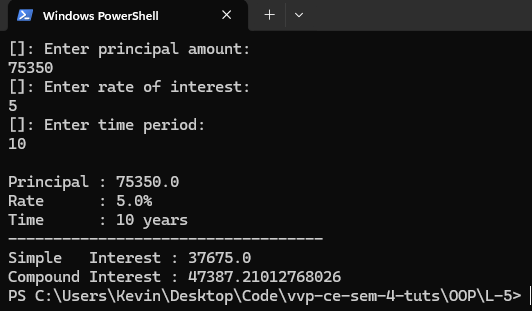 Windows PowerShell
[]: Enter principal amount:
75350
[]: Enter rate of interest:
5
[]: Enter time period:
10
Principal : 75350.0
Rate      : 5.0%
Time      : 10 years
-----------------------------------
Simple   Interest : 37675.0
Compound Interest : 47387.21012768026
PS C:\Users\Kevin\Desktop\Code\vvp-ce-sem-4-tuts\OOP\L-5>